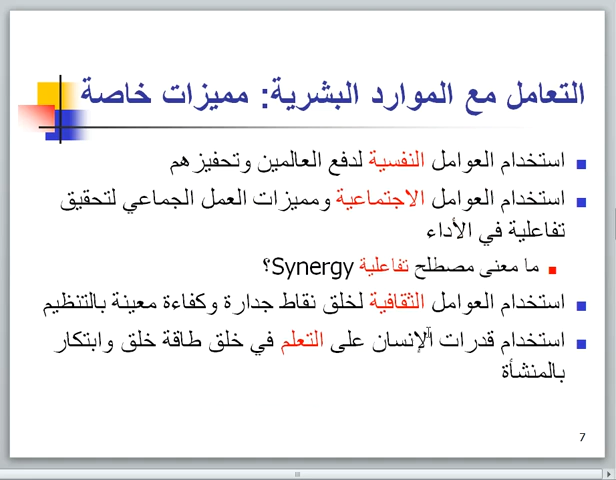 التعامل مع الموارد البشرية: مميزات خاصة
استخدام العوامل النفسية لدفع العالمين وتحفيزهم
استخدام العوامل الاجتماعية ومميزات العمل الجماعي لتحقيق
تفاعلية في الأداء
ما معنى مصطلح تفاعلية Synergy؟
استخدام العوامل الثقافية لخلق نقاط جدارة وكفاءة معينة بالتنظيم
استخدام قدرات الإنسان على التعلم في خلق طاقة خلق وابتكار
بالمنشأة
7